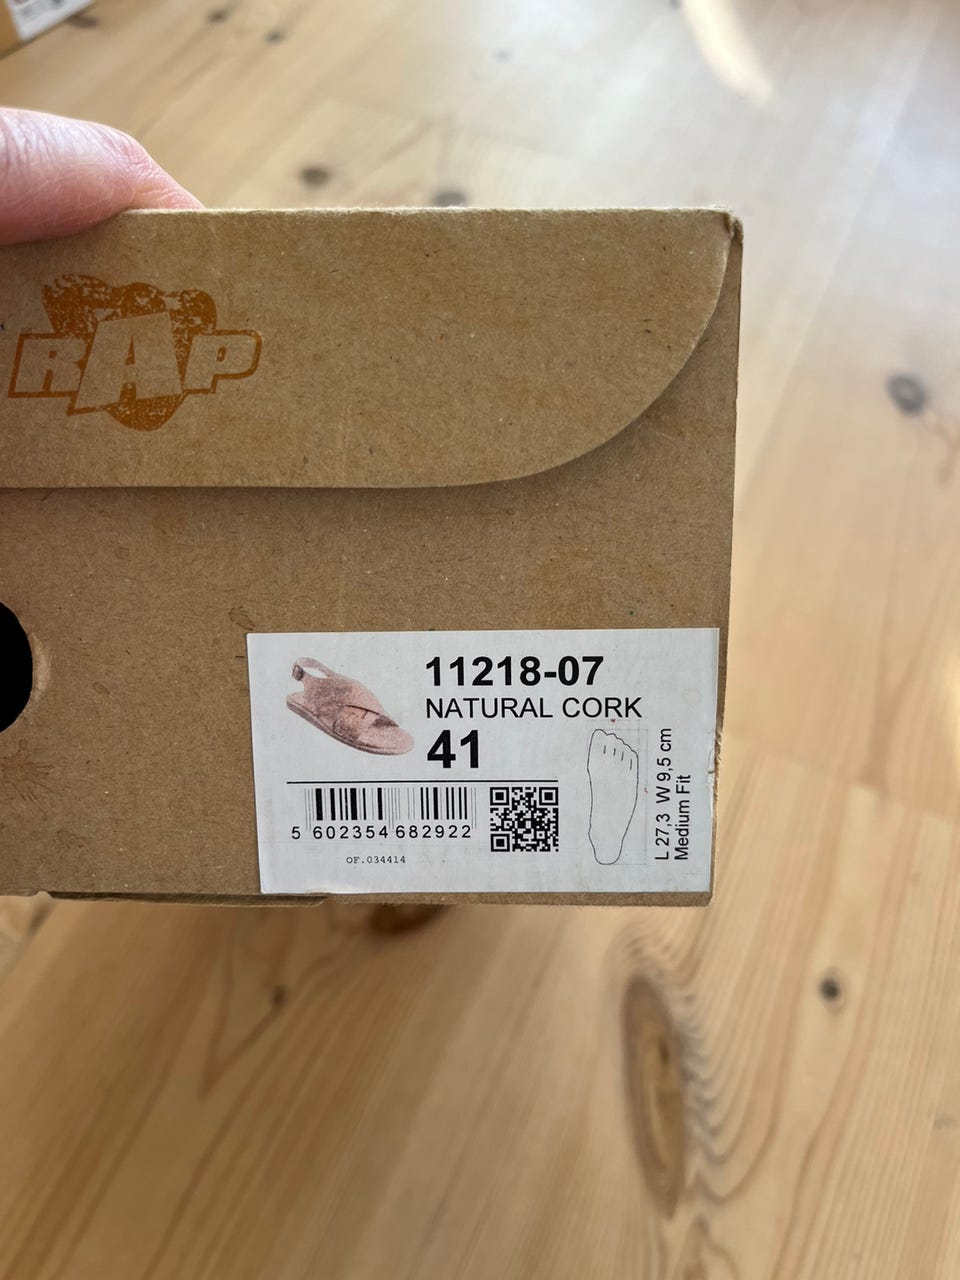 RAP
11218-07
NATURAL CORK
41
5 602354 682922
OF.034414
L 27,3 W 9,5 cm
Medium Fit